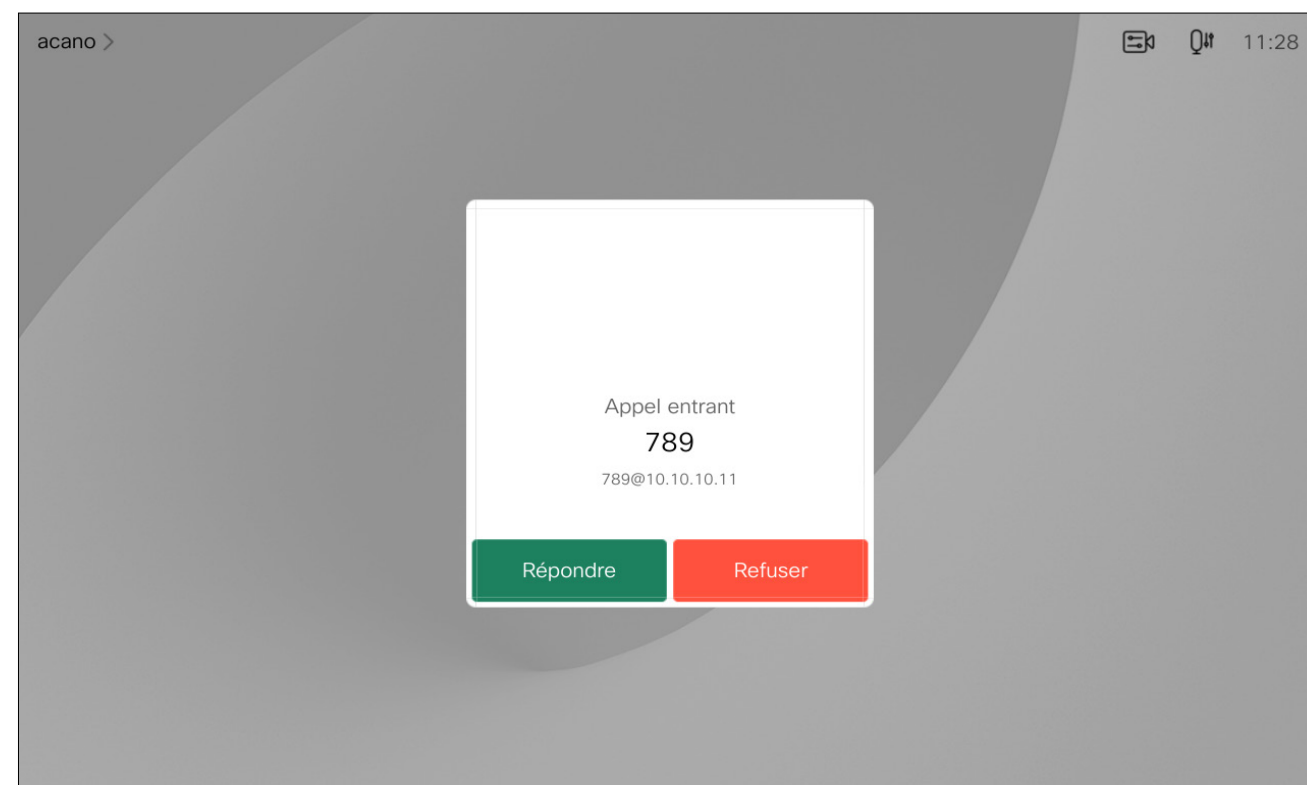 acano
11:28
Appel entrant
789
789@10.10.10.11
Répondre
Refuser